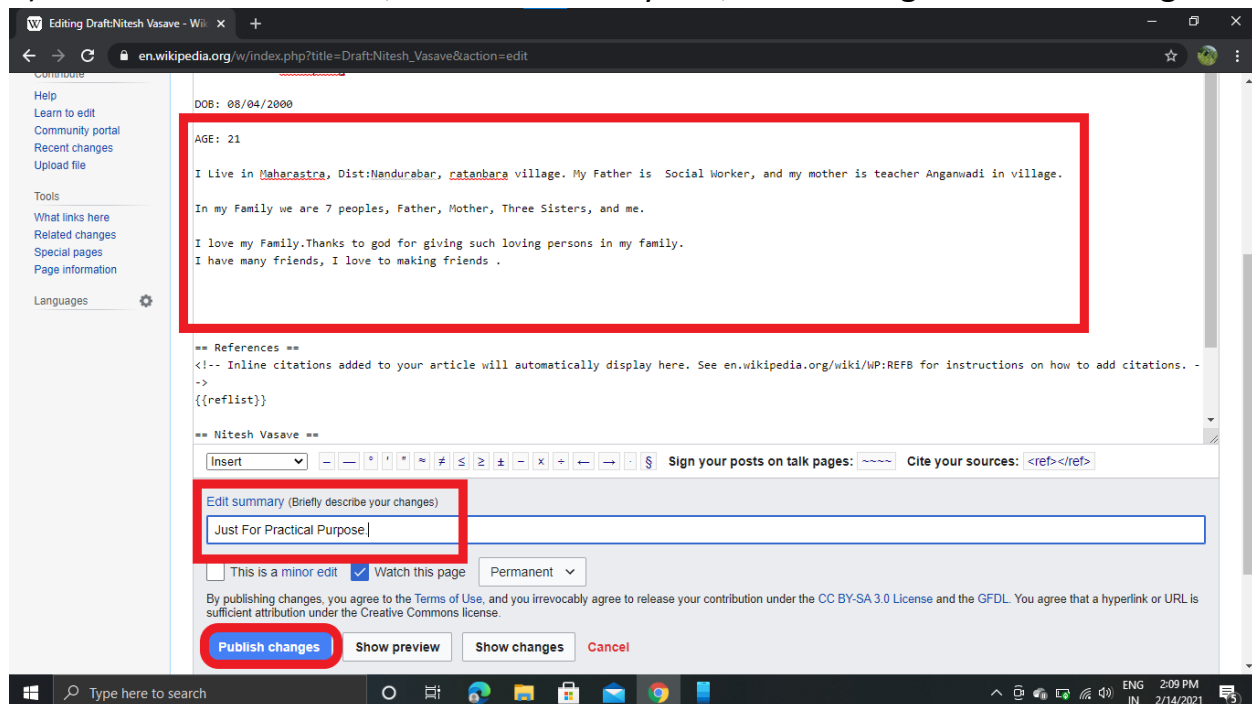 Editing Draft:Nitesh Vasave - Wik
en.wikipedia.org/w/index.php?title=Draft:Nitesh_Vasave&action=edit
Contribute
Help
Learn to edit
Community portal
Recent changes
Upload file
Tools
What links here
Related changes
Special pages
Page information
Languages
DOB: 08/04/2000
AGE: 21
I Live in Maharastra, Dist:Nandurabar, ratanbara village. My Father is  Social Worker, and my mother is teacher Anganwadi in village.
In my Family we are 7 peoples, Father, Mother, Three Sisters, and me.
I love my Family.Thanks to god for giving such loving persons in my family.
I have many friends, I love to making friends .
== References ==
<!-- Inline citations added to your article will automatically display here. See en.wikipedia.org/wiki/WP:REFB for instructions on how to add citations. -
->
{{reflist}}
== Nitesh Vasave ==
Insert – — ° ′ ″ ≈ ≠ ≤ ≥ ± − × ÷ ← → · § Sign your posts on talk pages: ~~~~ Cite your sources: <ref></ref>
Edit summary (Briefly describe your changes)
Just For Practical Purpose.
This is a minor edit Watch this page Permanent
By publishing changes, you agree to the Terms of Use, and you irrevocably agree to release your contribution under the CC BY-SA 3.0 License and the GFDL. You agree that a hyperlink or URL is
sufficient attribution under the Creative Commons license.
Publish changes Show preview Show changes Cancel
Type here to search
ENG 2:09 PM
IN 2/14/2021
5